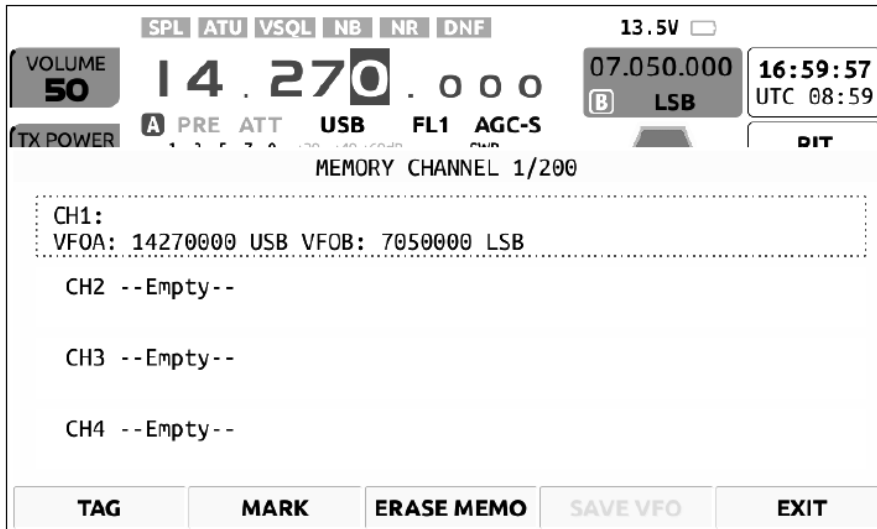 SPL ATU VSQL NB NR DNF 13.5V
VOLUME
50
14.270.000
07.050.000
B LSB
16:59:57
UTC 08:59
A PRE ATT USB FL1 AGC-S
TX POWER
RIT
MEMORY CHANNEL 1/200
CH1:
VFOA: 14270000 USB VFOB: 7050000 LSB
CH2 --Empty--
CH3 --Empty--
CH4 --Empty--
TAG MARK ERASE MEMO SAVE VFO EXIT